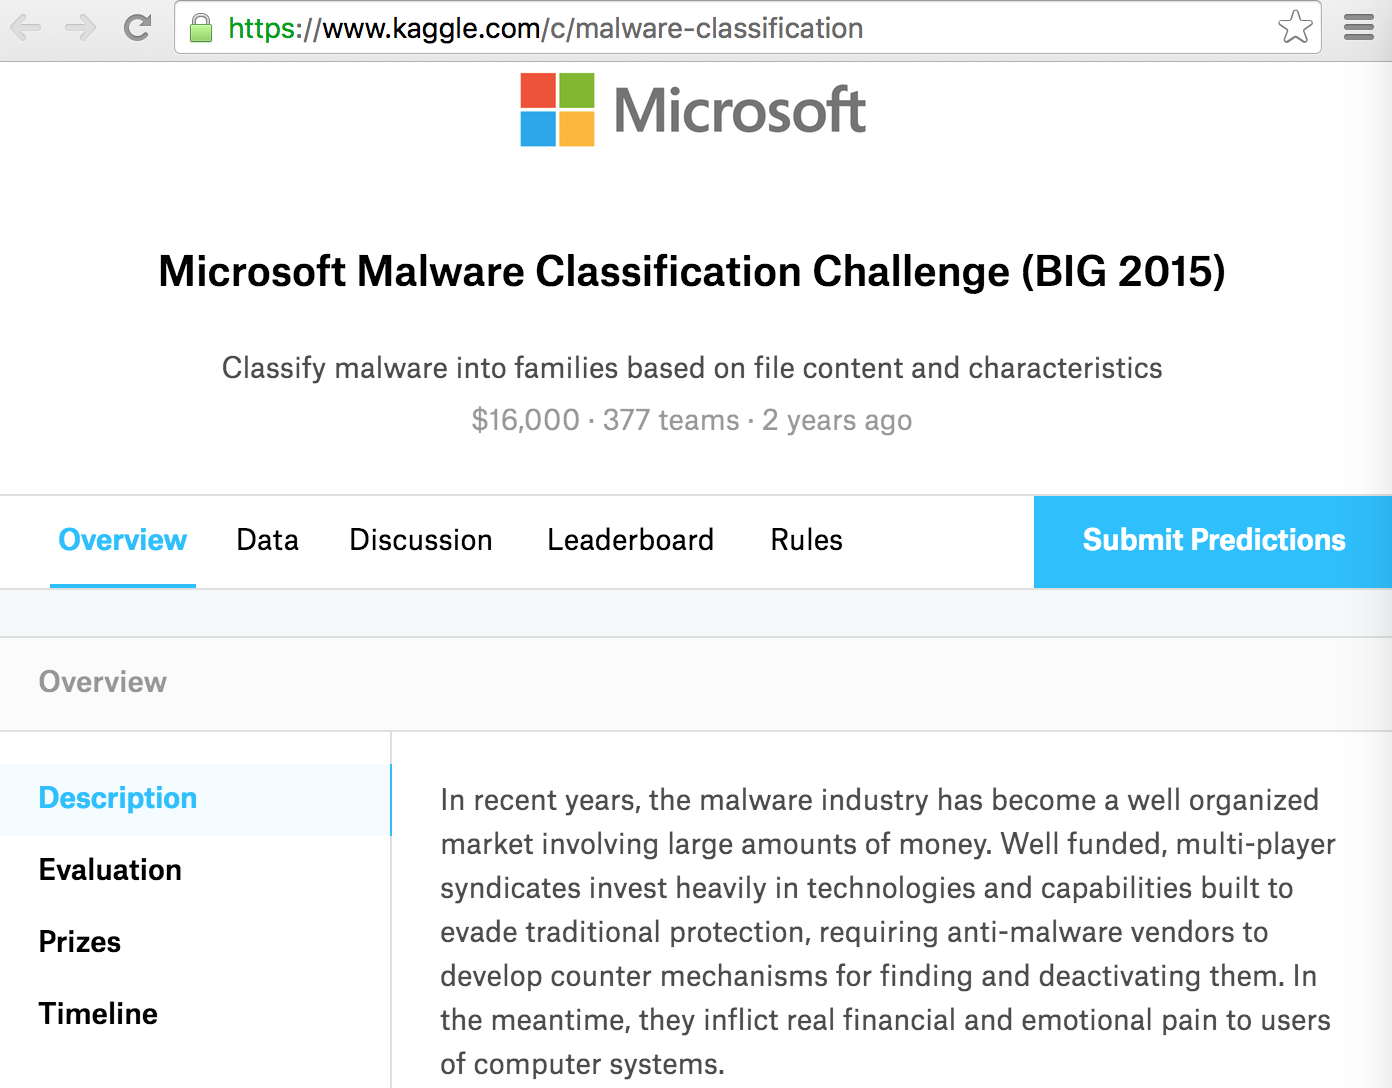 https://www.kaggle.com/c/malware-classification
Microsoft
Microsoft Malware Classification Challenge (BIG 2015)
Classify malware into families based on file content and characteristics
$16,000 · 377 teams · 2 years ago
Overview Data Discussion Leaderboard Rules Submit Predictions
Overview
Description
Evaluation
Prizes
Timeline
In recent years, the malware industry has become a well organized
market involving large amounts of money. Well funded, multi-player
syndicates invest heavily in technologies and capabilities built to
evade traditional protection, requiring anti-malware vendors to
develop counter mechanisms for finding and deactivating them. In
the meantime, they inflict real financial and emotional pain to users
of computer systems.